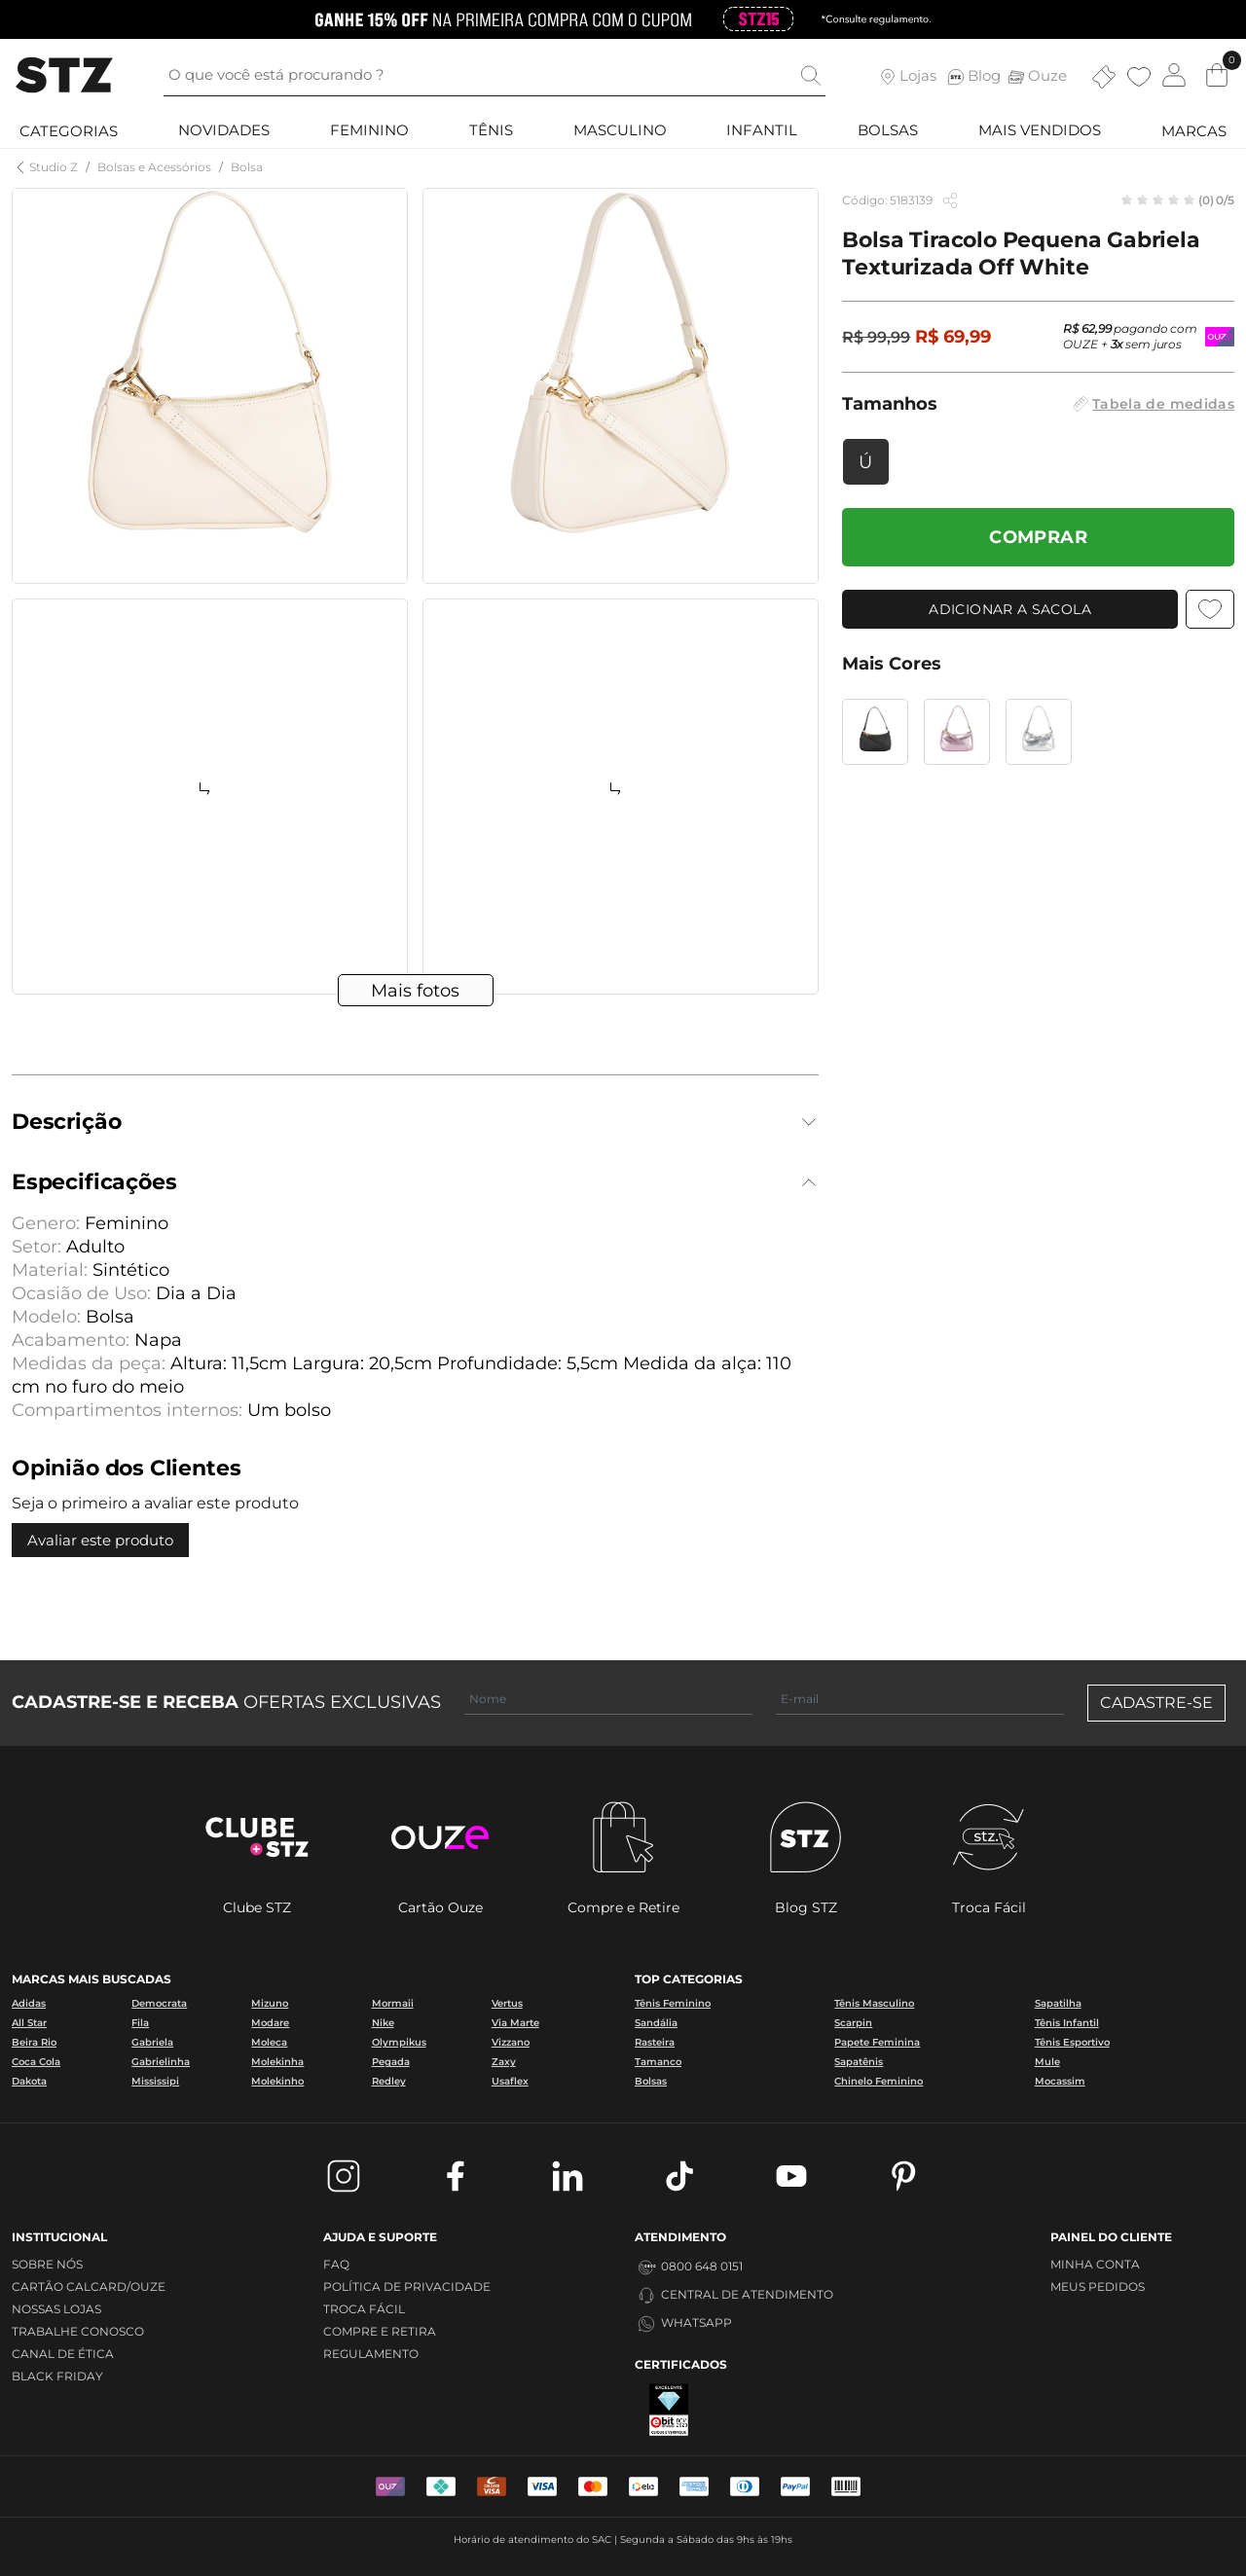 GANHE 15% OFF NA PRIMEIRA COMPRA COM O CUPOM STZ15 *Consulte regulamento.
STZ
O que você está procurando ?
Lojas Blog Ouze 0
CATEGORIAS NOVIDADES FEMININO TÊNIS MASCULINO INFANTIL BOLSAS MAIS VENDIDOS MARCAS
Studio Z / Bolsas e Acessórios / Bolsa
Código: 5183139 (0) 0/5
Bolsa Tiracolo Pequena Gabriela
Texturizada Off White
R$ 99,99 R$ 69,99
R$ 62,99 pagando com
OUZE + 3x sem juros
Tamanhos Tabela de medidas
Ú
COMPRAR
ADICIONAR A SACOLA
Mais Cores
Mais fotos
Descrição
Especificações
Genero: Feminino
Setor: Adulto
Material: Sintético
Ocasião de Uso: Dia a Dia
Modelo: Bolsa
Acabamento: Napa
Medidas da peça: Altura: 11,5cm Largura: 20,5cm Profundidade: 5,5cm Medida da alça: 110
cm no furo do meio
Compartimentos internos: Um bolso
Opinião dos Clientes
Seja o primeiro a avaliar este produto
Avaliar este produto
CADASTRE-SE E RECEBA OFERTAS EXCLUSIVAS Nome E-mail CADASTRE-SE
CLUBE
+STZ
ouze
STZ
stz.
Clube STZ Cartão Ouze Compre e Retire Blog STZ Troca Fácil
MARCAS MAIS BUSCADAS
Adidas Democrata Mizuno Mormaii Vertus
All Star Fila Modare Nike Via Marte
Beira Rio Gabriela Moleca Olympikus Vizzano
Coca Cola Gabrielinha Molekinha Pegada Zaxy
Dakota Mississipi Molekinho Redley Usaflex
TOP CATEGORIAS
Tênis Feminino Tênis Masculino Sapatilha
Sandália Scarpin Tênis Infantil
Rasteira Papete Feminina Tênis Esportivo
Tamanco Sapatênis Mule
Bolsas Chinelo Feminino Mocassim
INSTITUCIONAL
SOBRE NÓS
CARTÃO CALCARD/OUZE
NOSSAS LOJAS
TRABALHE CONOSCO
CANAL DE ÉTICA
BLACK FRIDAY
AJUDA E SUPORTE
FAQ
POLÍTICA DE PRIVACIDADE
TROCA FÁCIL
COMPRE E RETIRA
REGULAMENTO
ATENDIMENTO
0800 648 0151
CENTRAL DE ATENDIMENTO
WHATSAPP
CERTIFICADOS
EXCELENTE
ebit
PAINEL DO CLIENTE
MINHA CONTA
MEUS PEDIDOS
VISA elo PayPal
Horário de atendimento do SAC | Segunda a Sábado das 9hs às 19hs